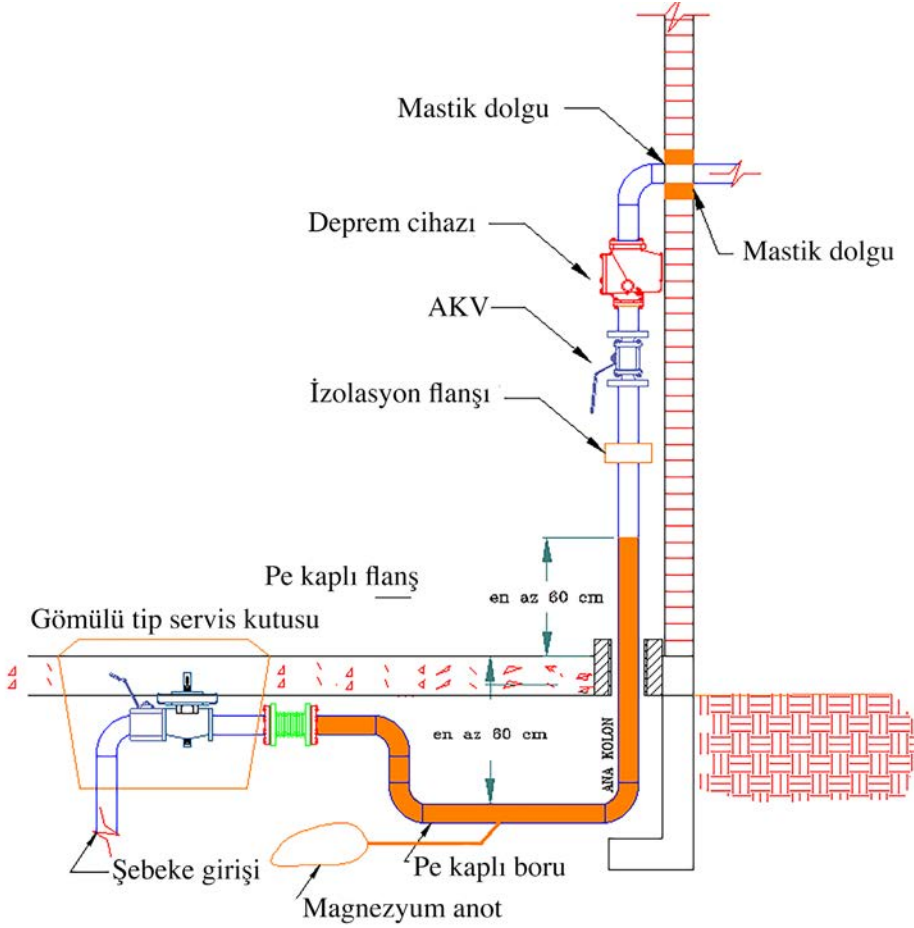 Mastik dolgu
Deprem cihazı
Mastik dolgu
AKV
İzolasyon flanşı
Pe kaplı flanş
en az 60 cm
Gömülü tip servis kutusu
en az 60 cm
ANA KOLON
Şebeke girişi
Pe kaplı boru
Magnezyum anot